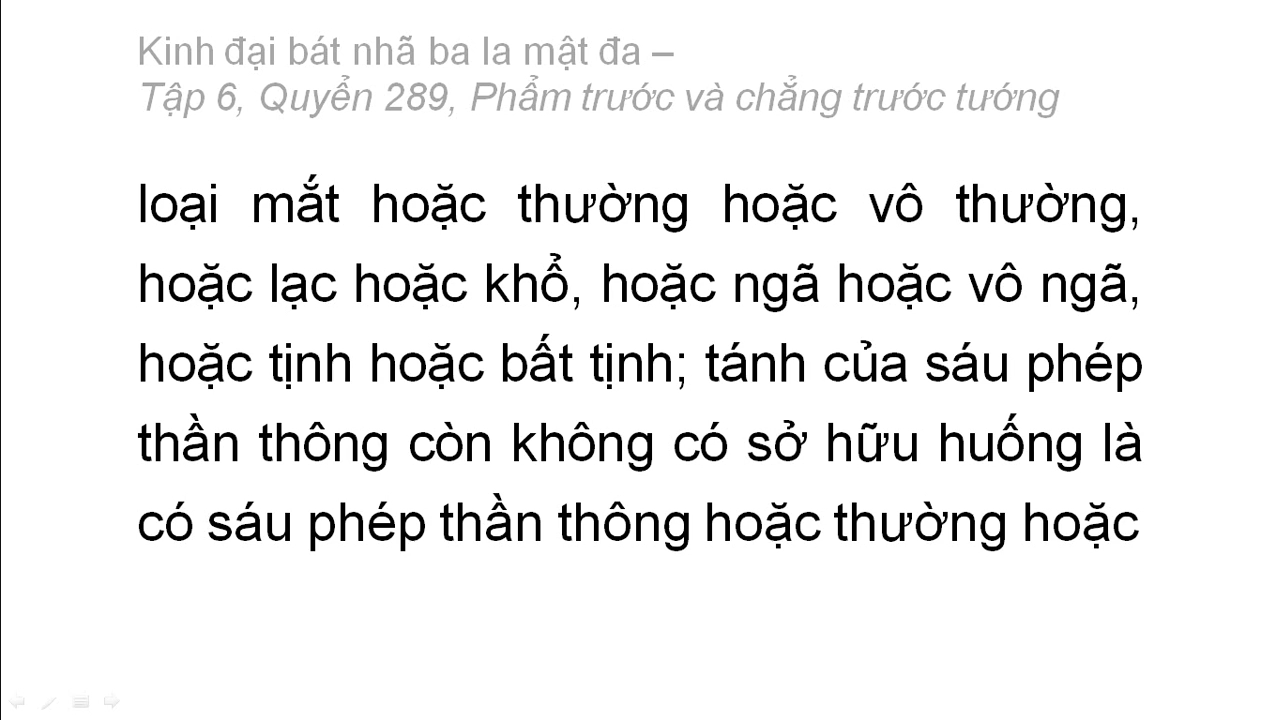 Kinh đại bát nhã ba la mật đa –
Tập 6, Quyển 289, Phẩm trước và chẳng trước tướng
loại mắt hoặc thường hoặc vô thường,
hoặc lạc hoặc khổ, hoặc ngã hoặc vô ngã,
hoặc tịnh hoặc bất tịnh; tánh của sáu phép
thần thông còn không có sở hữu huống là
có sáu phép thần thông hoặc thường hoặc